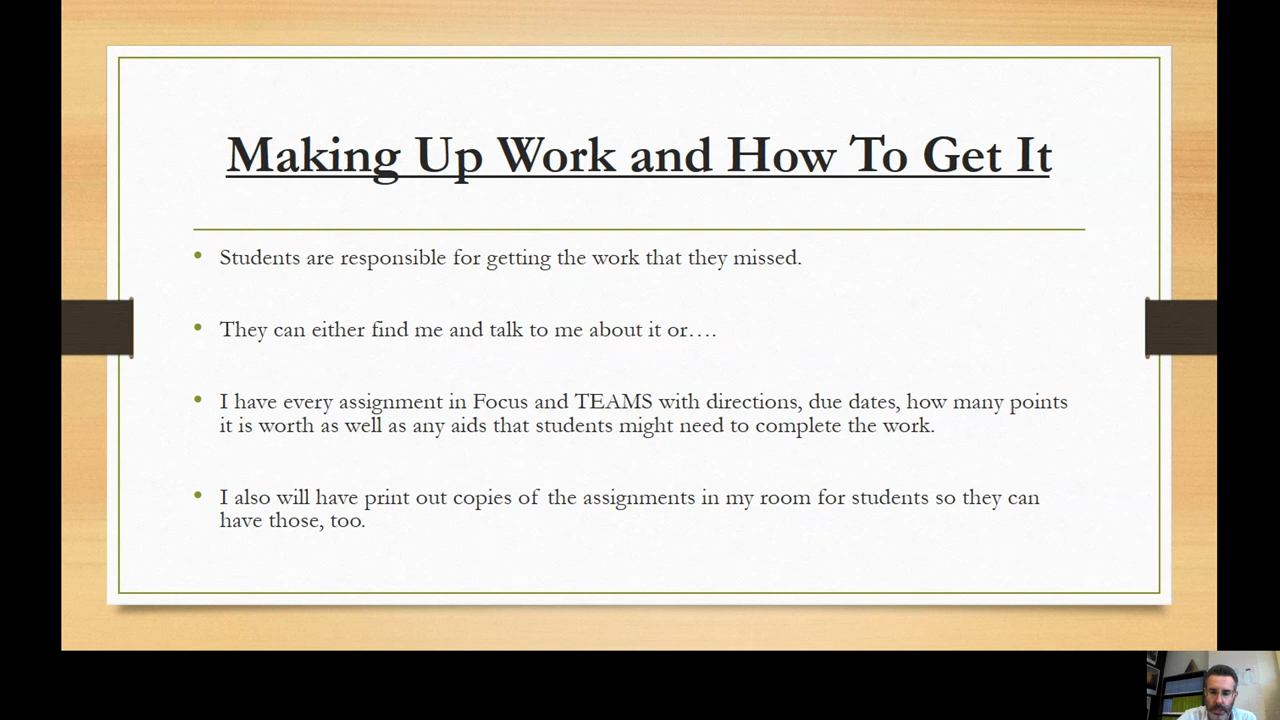 Making Up Work and How To Get It
• Students are responsible for getting the work that they missed.
• They can either find me and talk to me about it or….
• I have every assignment in Focus and TEAMS with directions, due dates, how many points
it is worth as well as any aids that students might need to complete the work.
• I also will have print out copies of the assignments in my room for students so they can
have those, too.